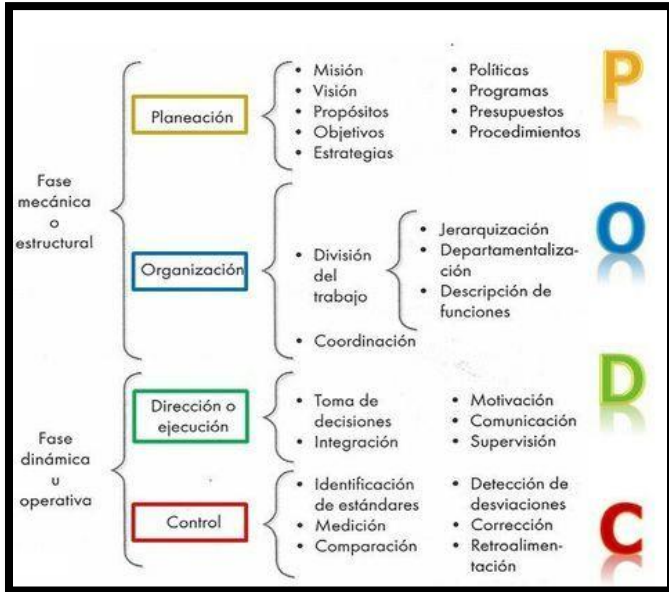 Fase
mecánica
o
estructural
Planeación
• Misión
• Visión
• Propósitos
• Objetivos
• Estrategias
• Políticas
• Programas
• Presupuestos
• Procedimientos
P
Organización
• División
del
trabajo
• Jerarquización
• Departamentaliza-
ción
• Descripción de
funciones
• Coordinación
O
Fase
dinámica
u
operativa
Dirección o
ejecución
• Toma de
decisiones
• Integración
• Motivación
• Comunicación
• Supervisión
D
Control
• Identificación
de estándares
• Medición
• Comparación
• Detección de
desviaciones
• Corrección
• Retroalimen-
tación
C